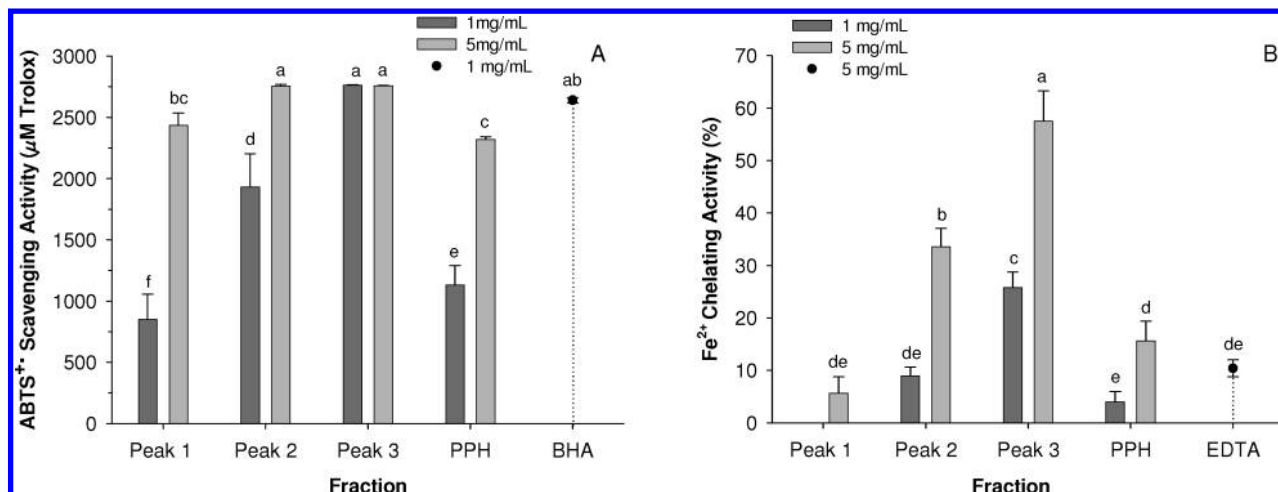 1mg/mL
5mg/mL
1 mg/mL
A
ABTS⁺• Scavenging Activity (µM Trolox)
3000
2500
2000
1500
1000
500
0
f
bc
d
a
a
a
e
c
ab
Peak 1
Peak 2
Peak 3
PPH
BHA
Fraction
1 mg/mL
5 mg/mL
5 mg/mL
B
Fe²⁺ Chelating Activity (%)
70
60
50
40
30
20
10
0
de
de
b
c
a
e
d
de
Peak 1
Peak 2
Peak 3
PPH
EDTA
Fraction